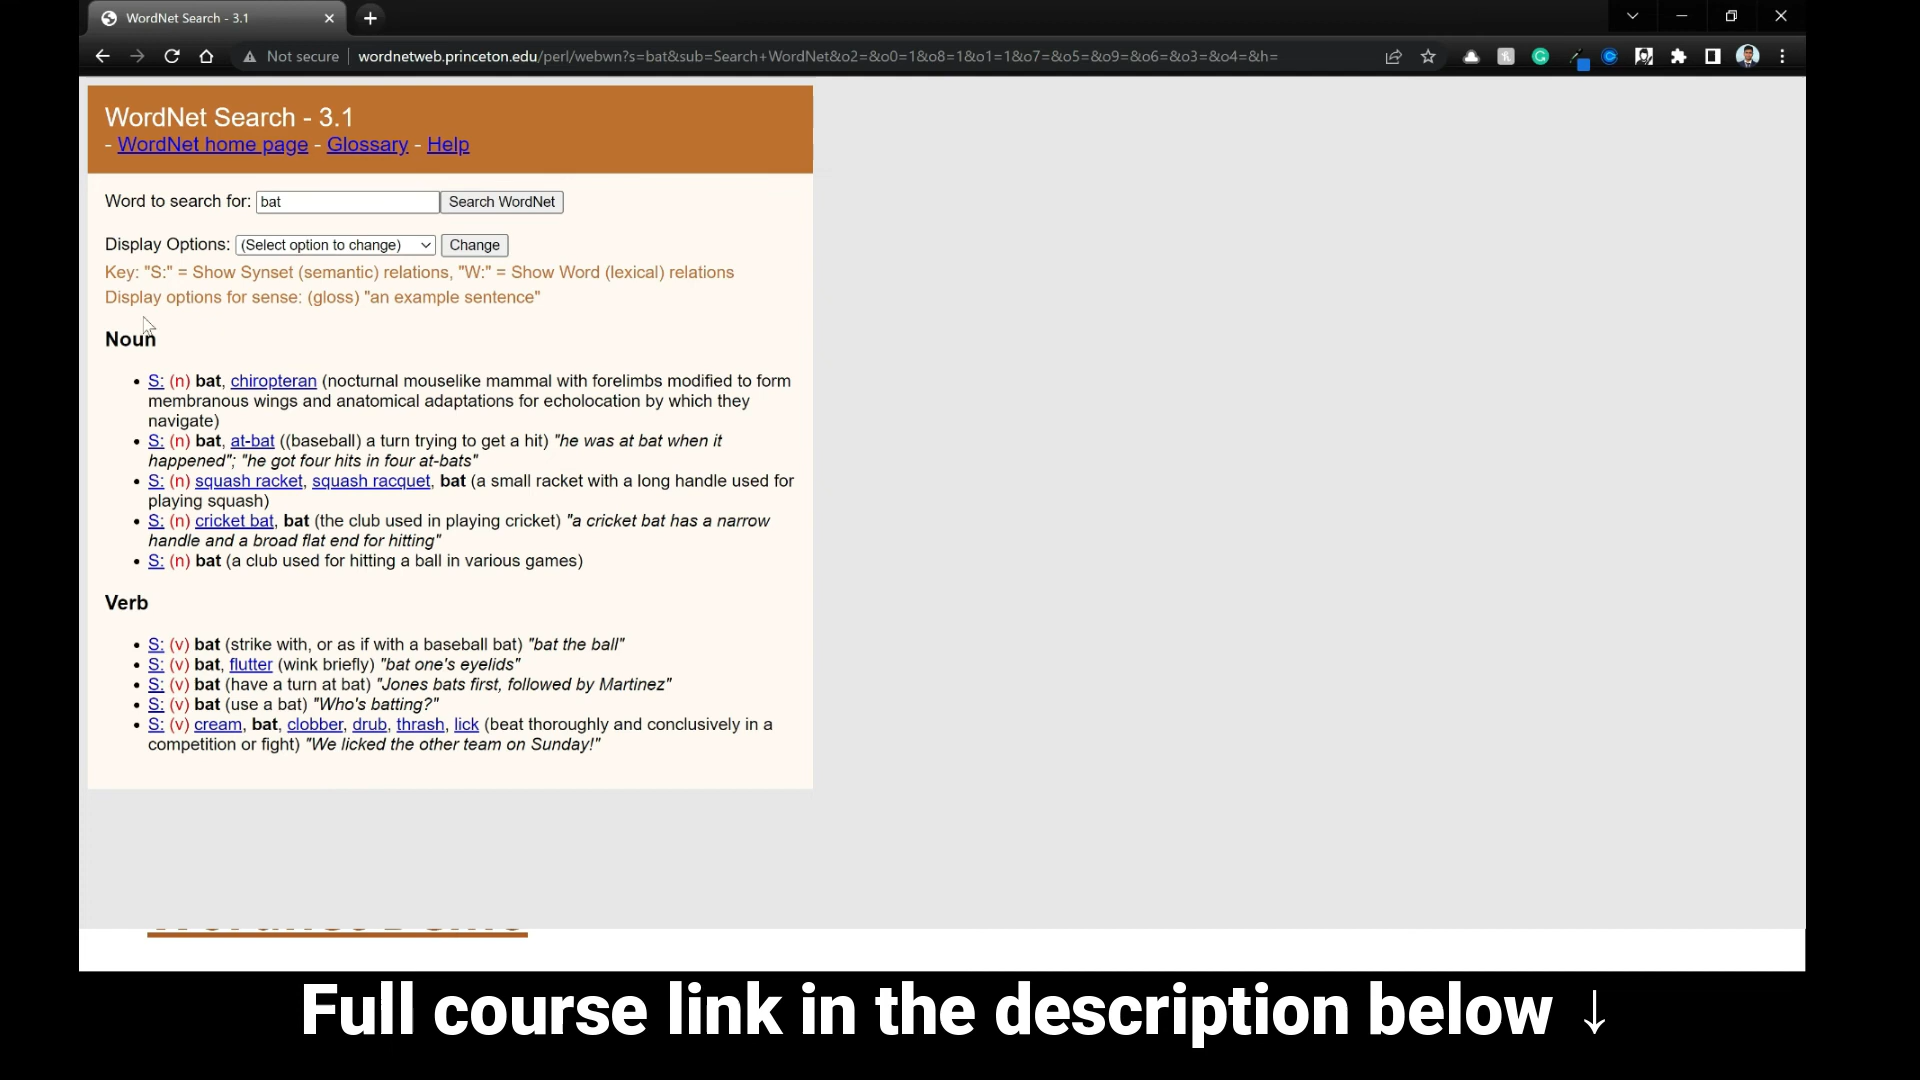 WordNet Search - 3.1
Not secure
wordnetweb.princeton.edu/perl/webwn?s=bat&sub=Search+WordNet&o2=&o0=1&o8=1&o1=1&o7=&o5=&o9=&o6=&o3=&o4=&h=
WordNet Search - 3.1
- WordNet home page - Glossary - Help
Word to search for: bat Search WordNet
Display Options: (Select option to change) Change
Key: "S:" = Show Synset (semantic) relations, "W:" = Show Word (lexical) relations
Display options for sense: (gloss) "an example sentence"
Noun
• S: (n) bat, chiropteran (nocturnal mouselike mammal with forelimbs modified to form
membranous wings and anatomical adaptations for echolocation by which they
navigate)
• S: (n) bat, at-bat ((baseball) a turn trying to get a hit) "he was at bat when it
happened"; "he got four hits in four at-bats"
• S: (n) squash racket, squash racquet, bat (a small racket with a long handle used for
playing squash)
• S: (n) cricket bat, bat (the club used in playing cricket) "a cricket bat has a narrow
handle and a broad flat end for hitting"
• S: (n) bat (a club used for hitting a ball in various games)
Verb
• S: (v) bat (strike with, or as if with a baseball bat) "bat the ball"
• S: (v) bat, flutter (wink briefly) "bat one's eyelids"
• S: (v) bat (have a turn at bat) "Jones bats first, followed by Martinez"
• S: (v) bat (use a bat) "Who's batting?"
• S: (v) cream, bat, clobber, drub, thrash, lick (beat thoroughly and conclusively in a
competition or fight) "We licked the other team on Sunday!"
Full course link in the description below ↓